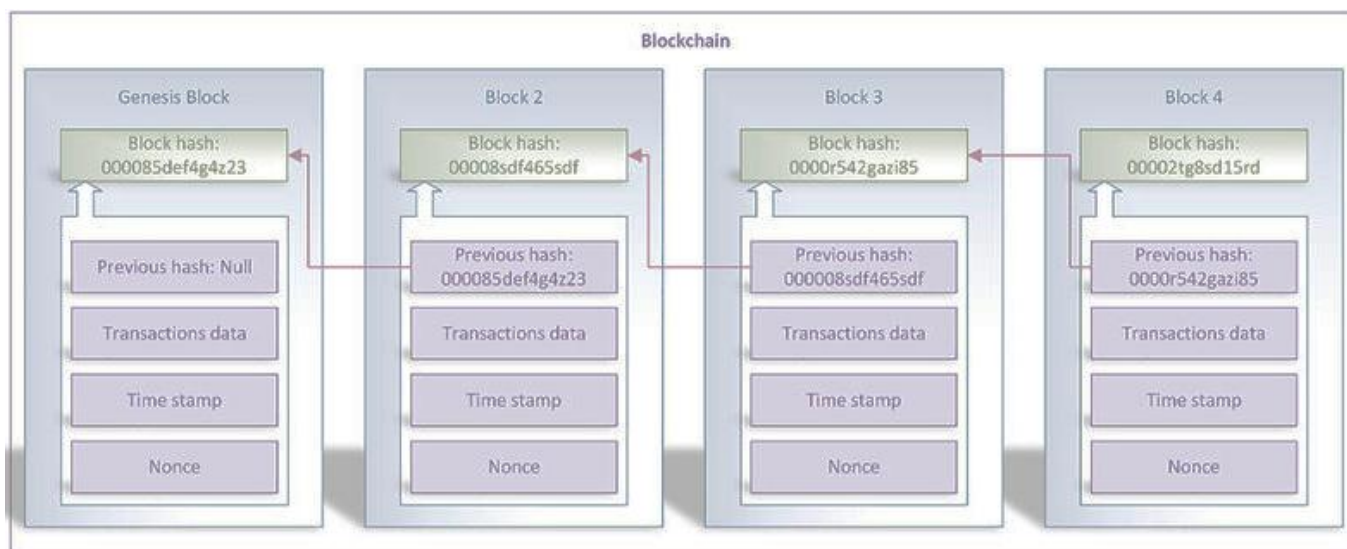 Blockchain
Genesis Block
Block hash:
000085def4g4z23
Previous hash: Null
Transactions data
Time stamp
Nonce
Block 2
Block hash:
00008sdf465sdf
Previous hash:
000085def4g4z23
Transactions data
Time stamp
Nonce
Block 3
Block hash:
0000r542gazi85
Previous hash:
000008sdf465sdf
Transactions data
Time stamp
Nonce
Block 4
Block hash:
00002tg8sd15rd
Previous hash:
0000r542gazi85
Transactions data
Time stamp
Nonce